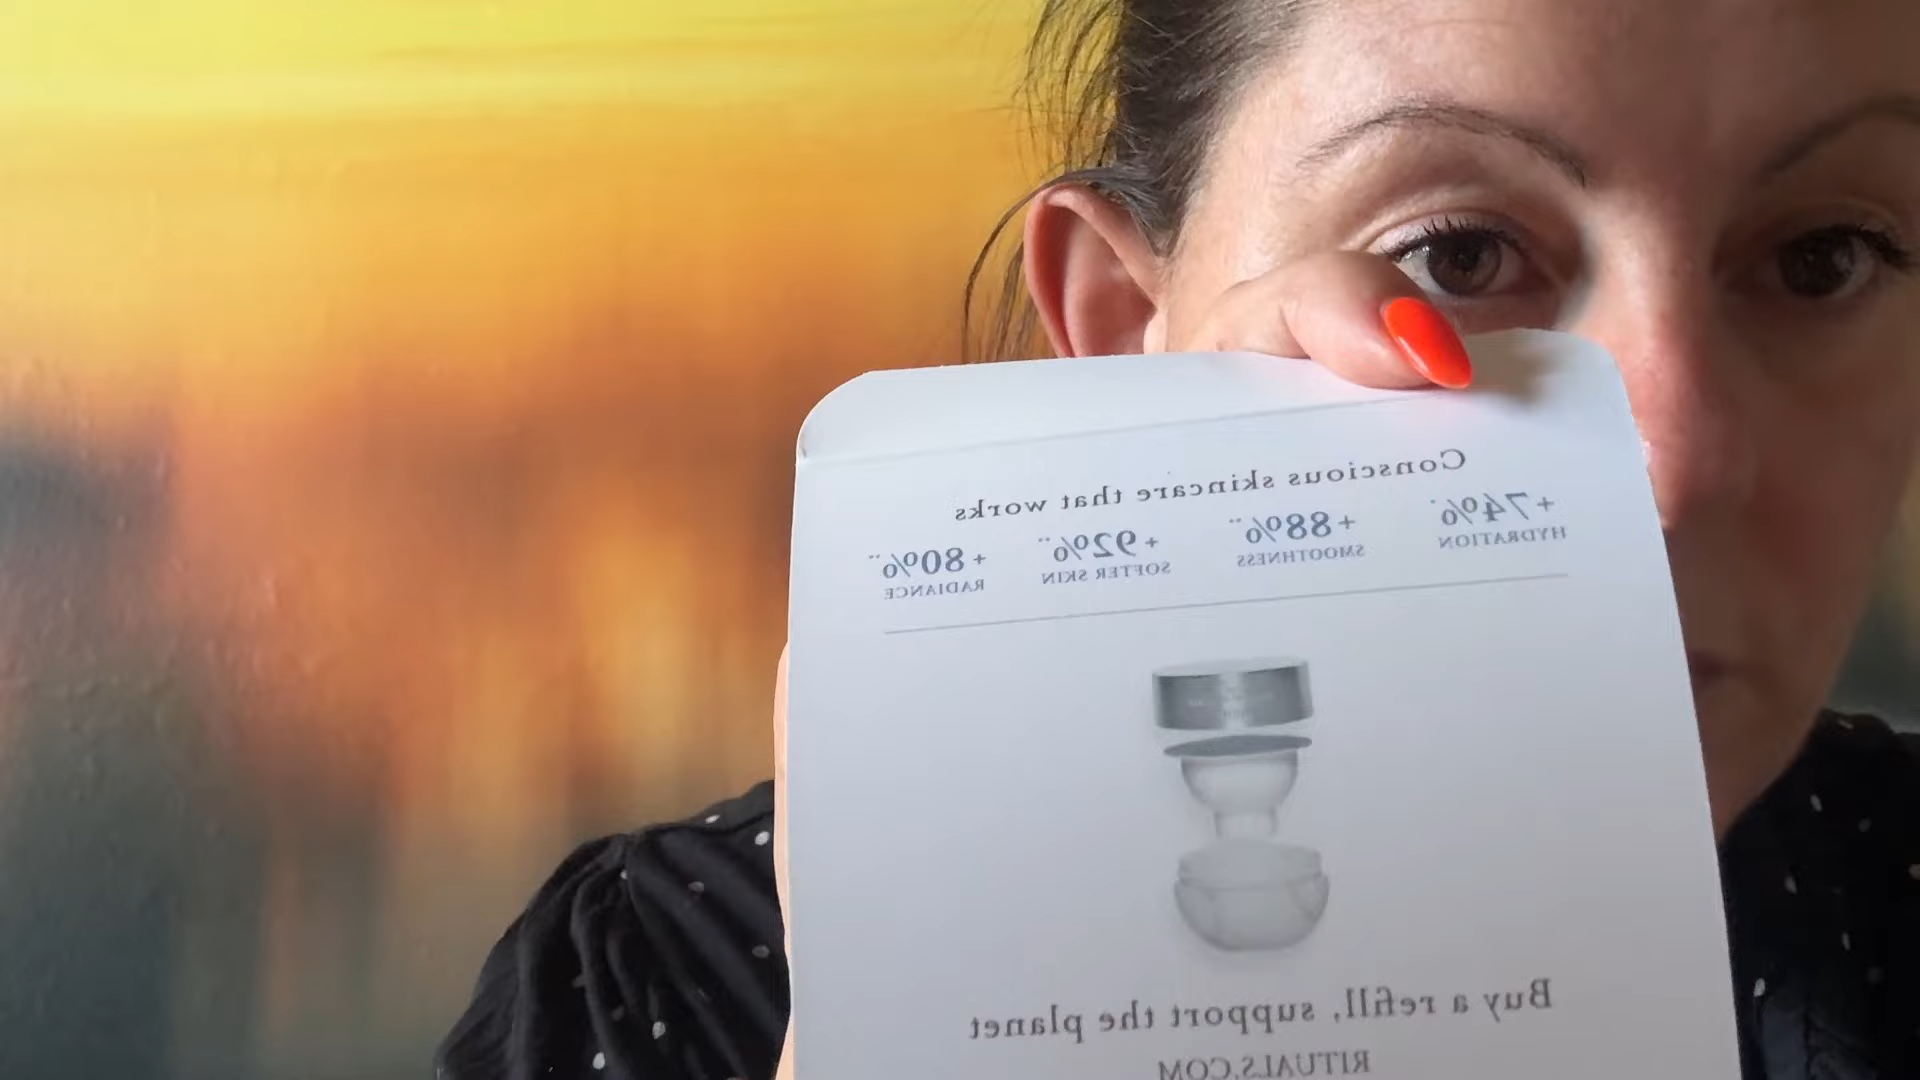 Conscious skincare that works
+74%* +88%** +92%** +80%**
HYDRATION SMOOTHNESS SOFTER SKIN RADIANCE
Buy a refill, support the planet
RITUALS.COM